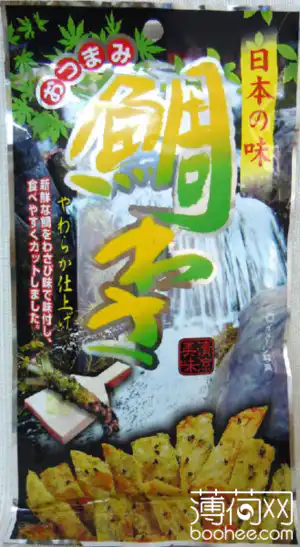 おつまみ
日本の味
鯛わさ
やわらか仕上げ
新鮮な鯛をわさび味で味付し、
食べやすくカットしました。
薄荷网
boohee.com